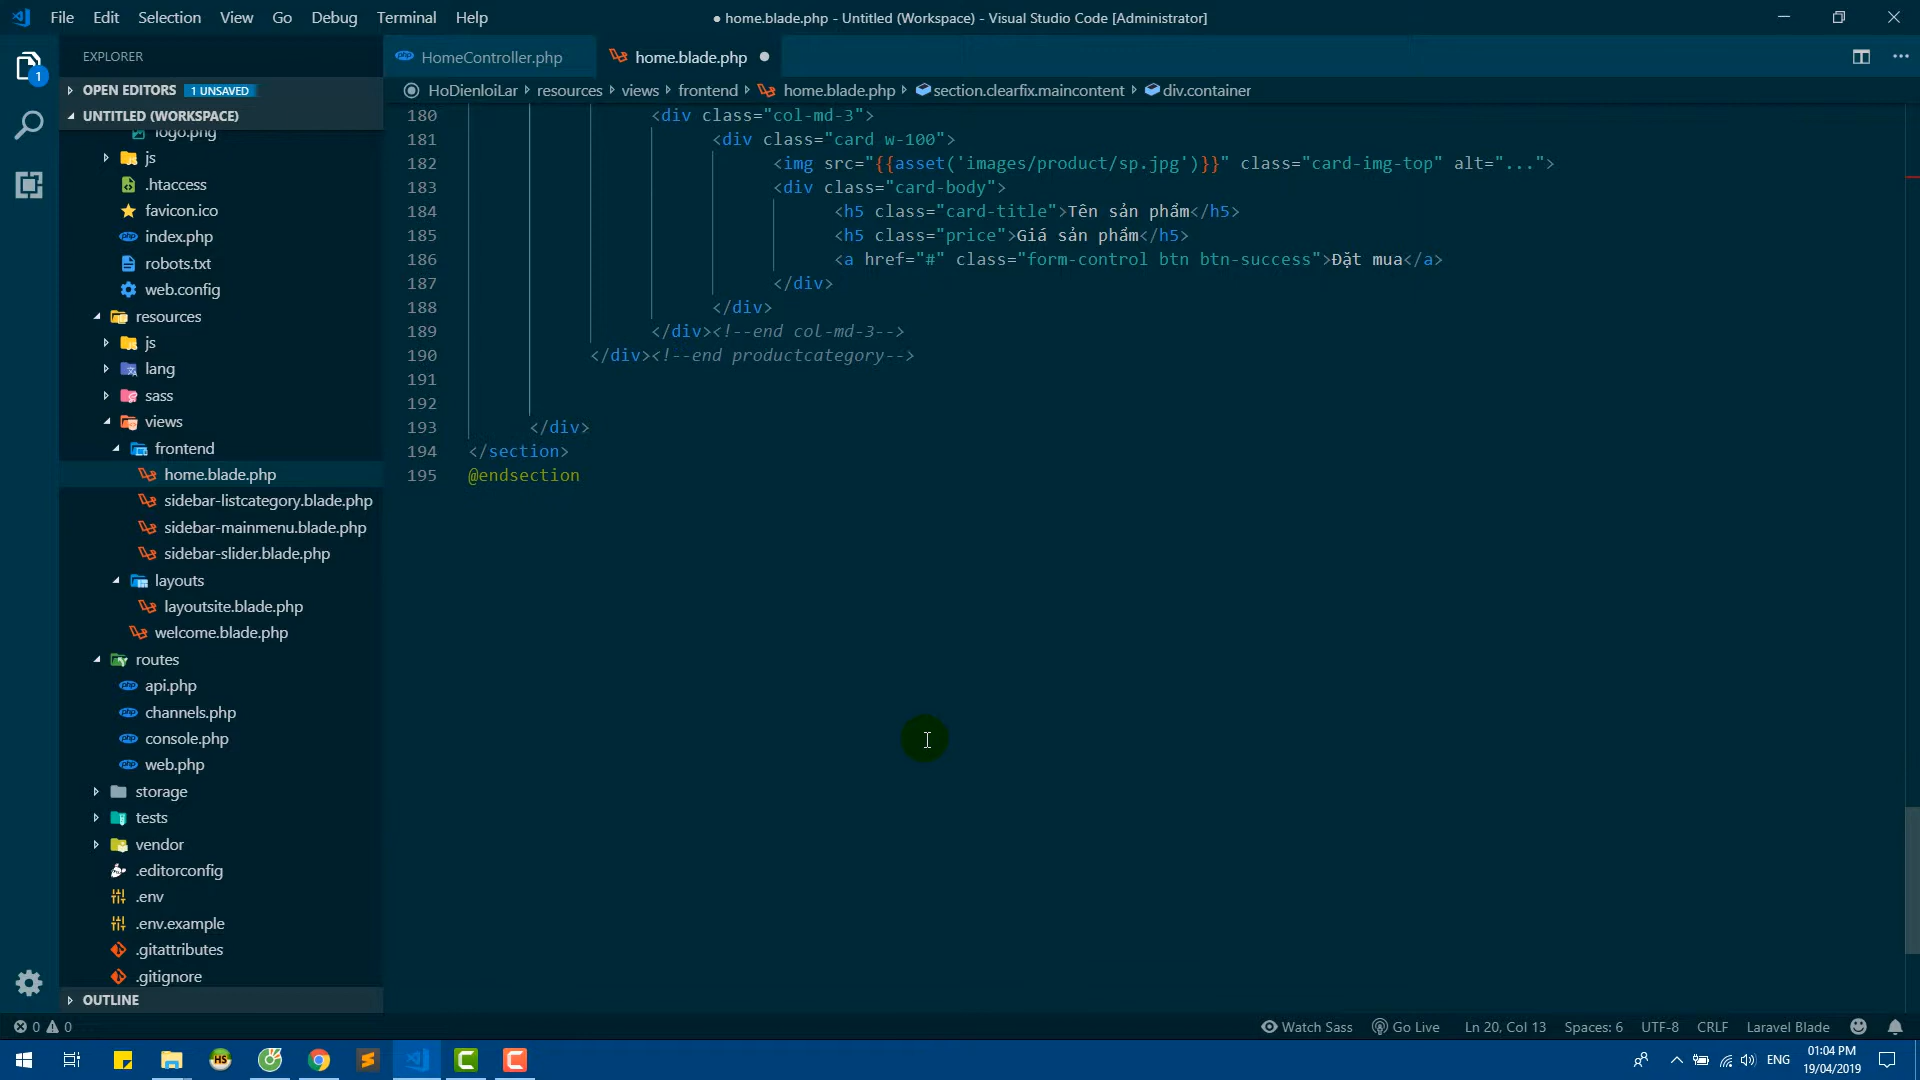 File Edit Selection View Go Debug Terminal Help
● home.blade.php - Untitled (Workspace) - Visual Studio Code [Administrator]
EXPLORER
HomeController.php
home.blade.php
1
OPEN EDITORS 1 UNSAVED
HoDienloiLar resources views frontend home.blade.php section.clearfix.maincontent div.container
UNTITLED (WORKSPACE)
logo.png
js
.htaccess
favicon.ico
index.php
robots.txt
web.config
resources
js
lang
sass
views
frontend
home.blade.php
sidebar-listcategory.blade.php
sidebar-mainmenu.blade.php
sidebar-slider.blade.php
layouts
layoutsite.blade.php
welcome.blade.php
routes
api.php
channels.php
console.php
web.php
storage
tests
vendor
.editorconfig
.env
.env.example
.gitattributes
.gitignore
OUTLINE
180 <div class="col-md-3">
181 <div class="card w-100">
182 <img src="{{asset('images/product/sp.jpg')}}" class="card-img-top" alt="...">
183 <div class="card-body">
184 <h5 class="card-title">Tên sản phẩm</h5>
185 <h5 class="price">Giá sản phẩm</h5>
186 <a href="#" class="form-control btn btn-success">Đặt mua</a>
187 </div>
188 </div>
189 </div><!--end col-md-3-->
190 </div><!--end productcategory-->
191
192
193 </div>
194 </section>
195 @endsection
0 0
Watch Sass Go Live Ln 20, Col 13 Spaces: 6 UTF-8 CRLF Laravel Blade
HS
ENG
01:04 PM
19/04/2019